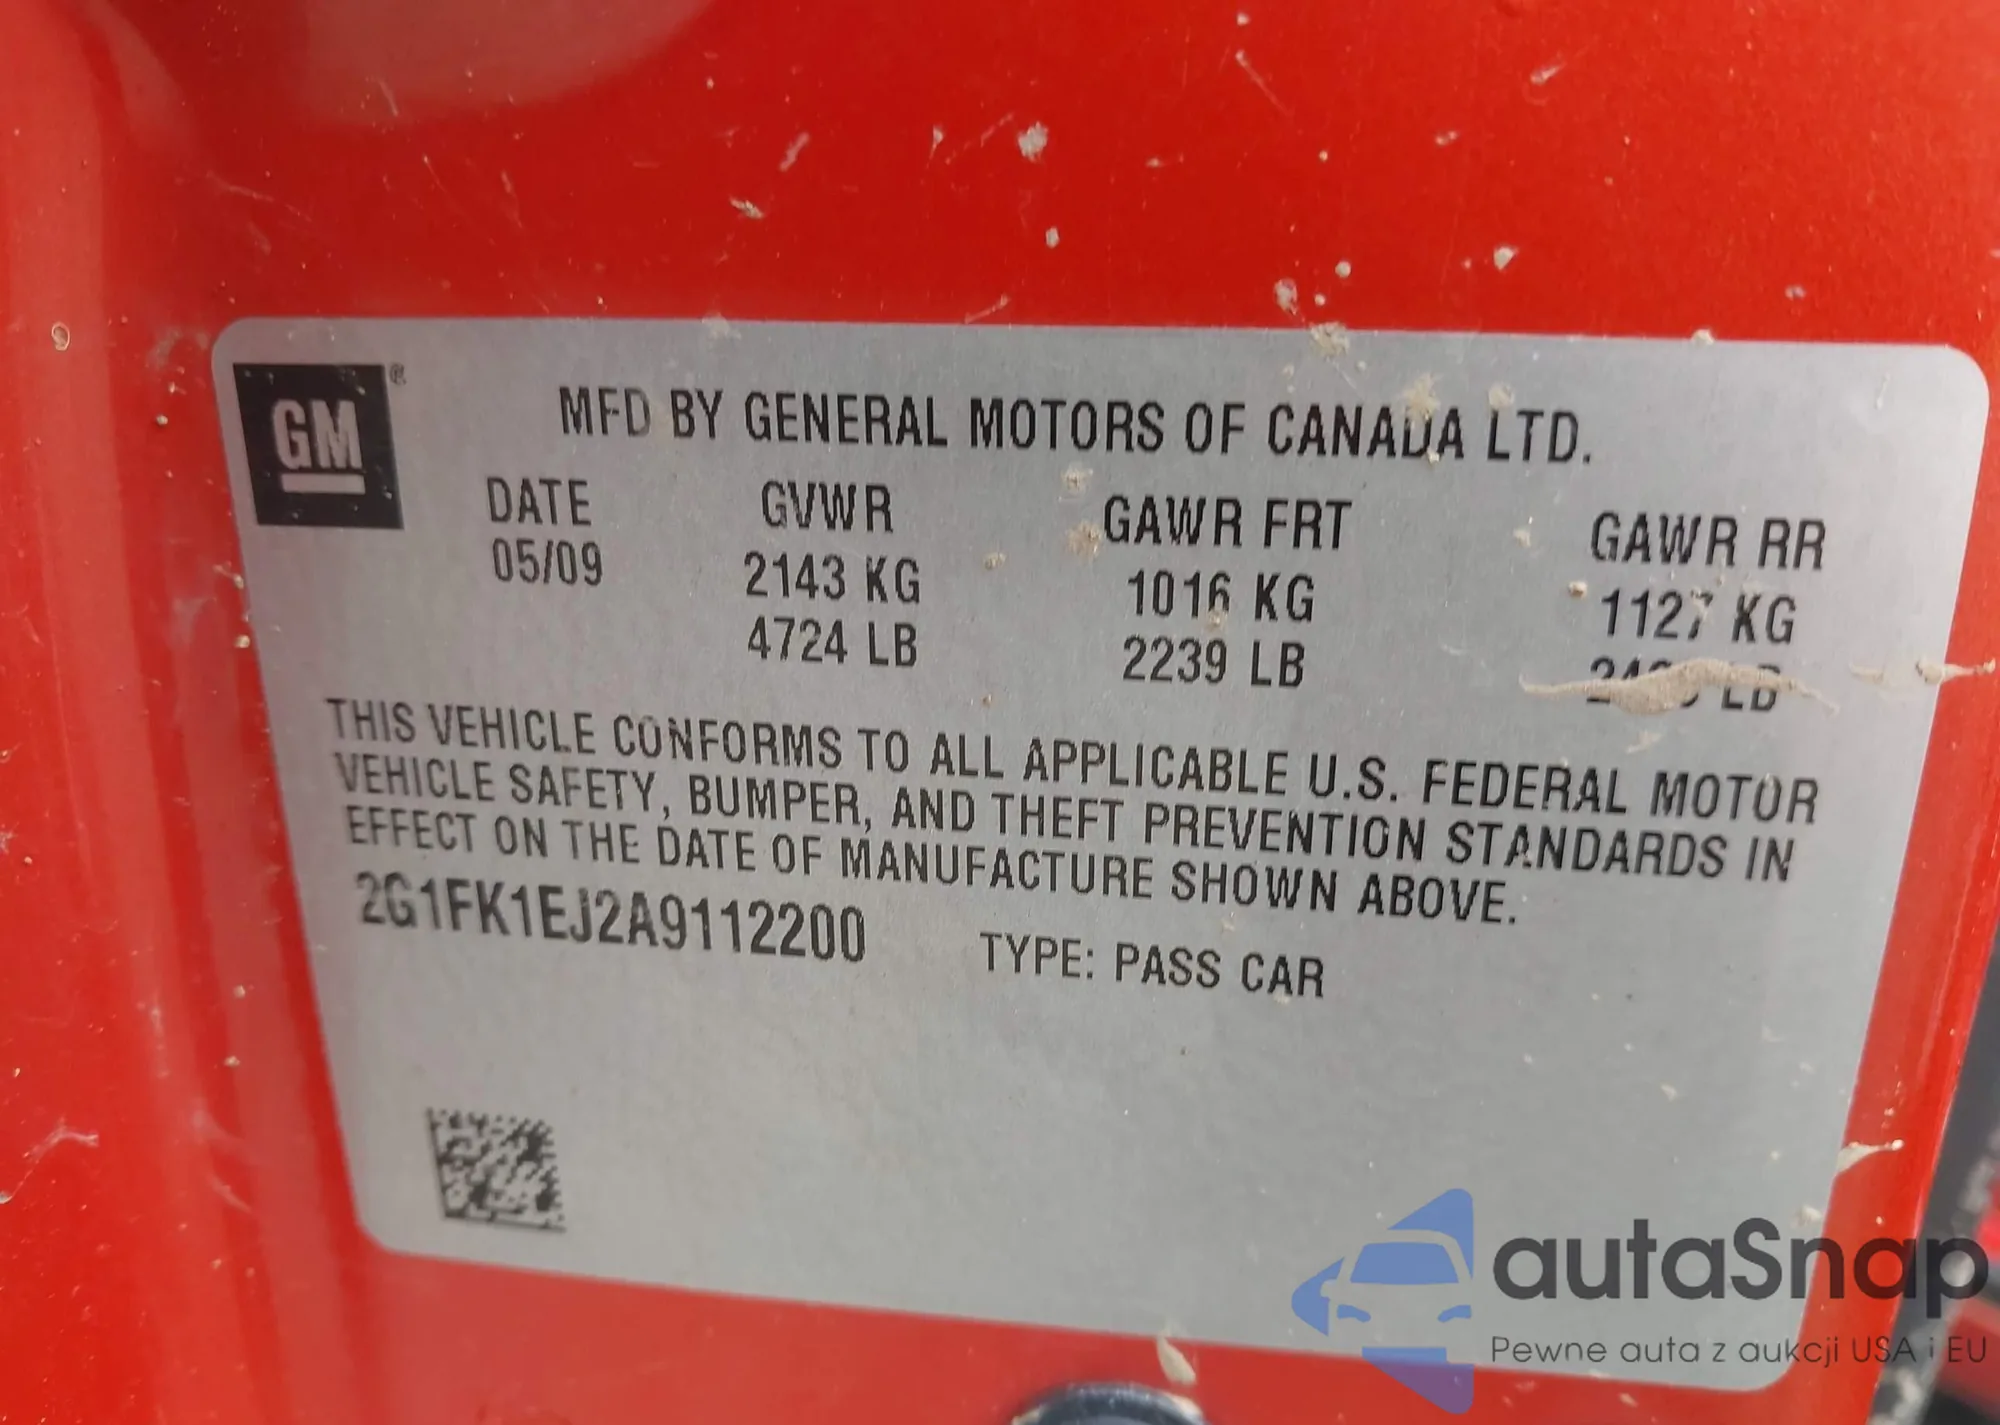 GM®
MFD BY GENERAL MOTORS OF CANADA LTD.
DATE GVWR GAWR FRT GAWR RR
05/09 2143 KG 1016 KG 1127 KG
4724 LB 2239 LB LB
THIS VEHICLE CONFORMS TO ALL APPLICABLE U.S. FEDERAL MOTOR
VEHICLE SAFETY, BUMPER, AND THEFT PREVENTION STANDARDS IN
EFFECT ON THE DATE OF MANUFACTURE SHOWN ABOVE.
2G1FK1EJ2A9112200 TYPE: PASS CAR
autaSnap
Pewne auta z aukcji USA i EU